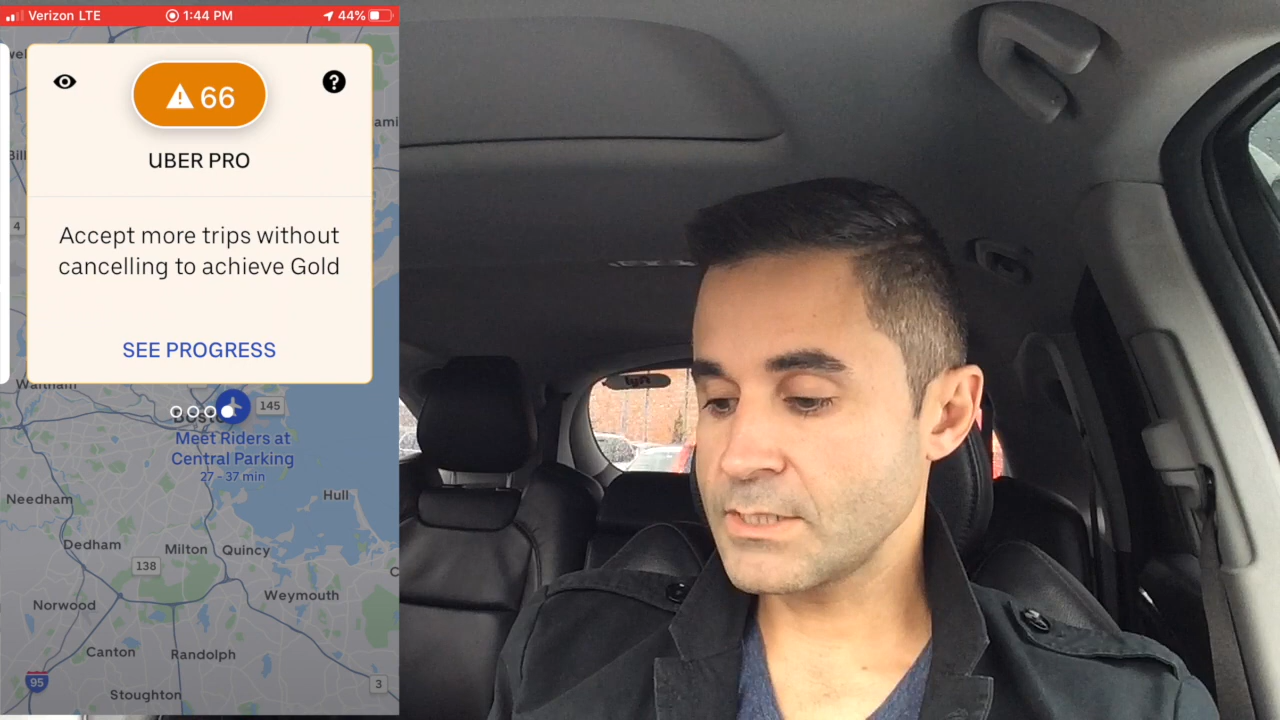 Verizon LTE
1:44 PM
44%
66
UBER PRO
Accept more trips without
cancelling to achieve Gold
SEE PROGRESS
4
Waltham
145
Meet Riders at
Central Parking
27 - 37 min
Needham
Hull
Dedham
Milton
Quincy
138
Norwood
Weymouth
Canton
Randolph
95
3
Stoughton
lyft